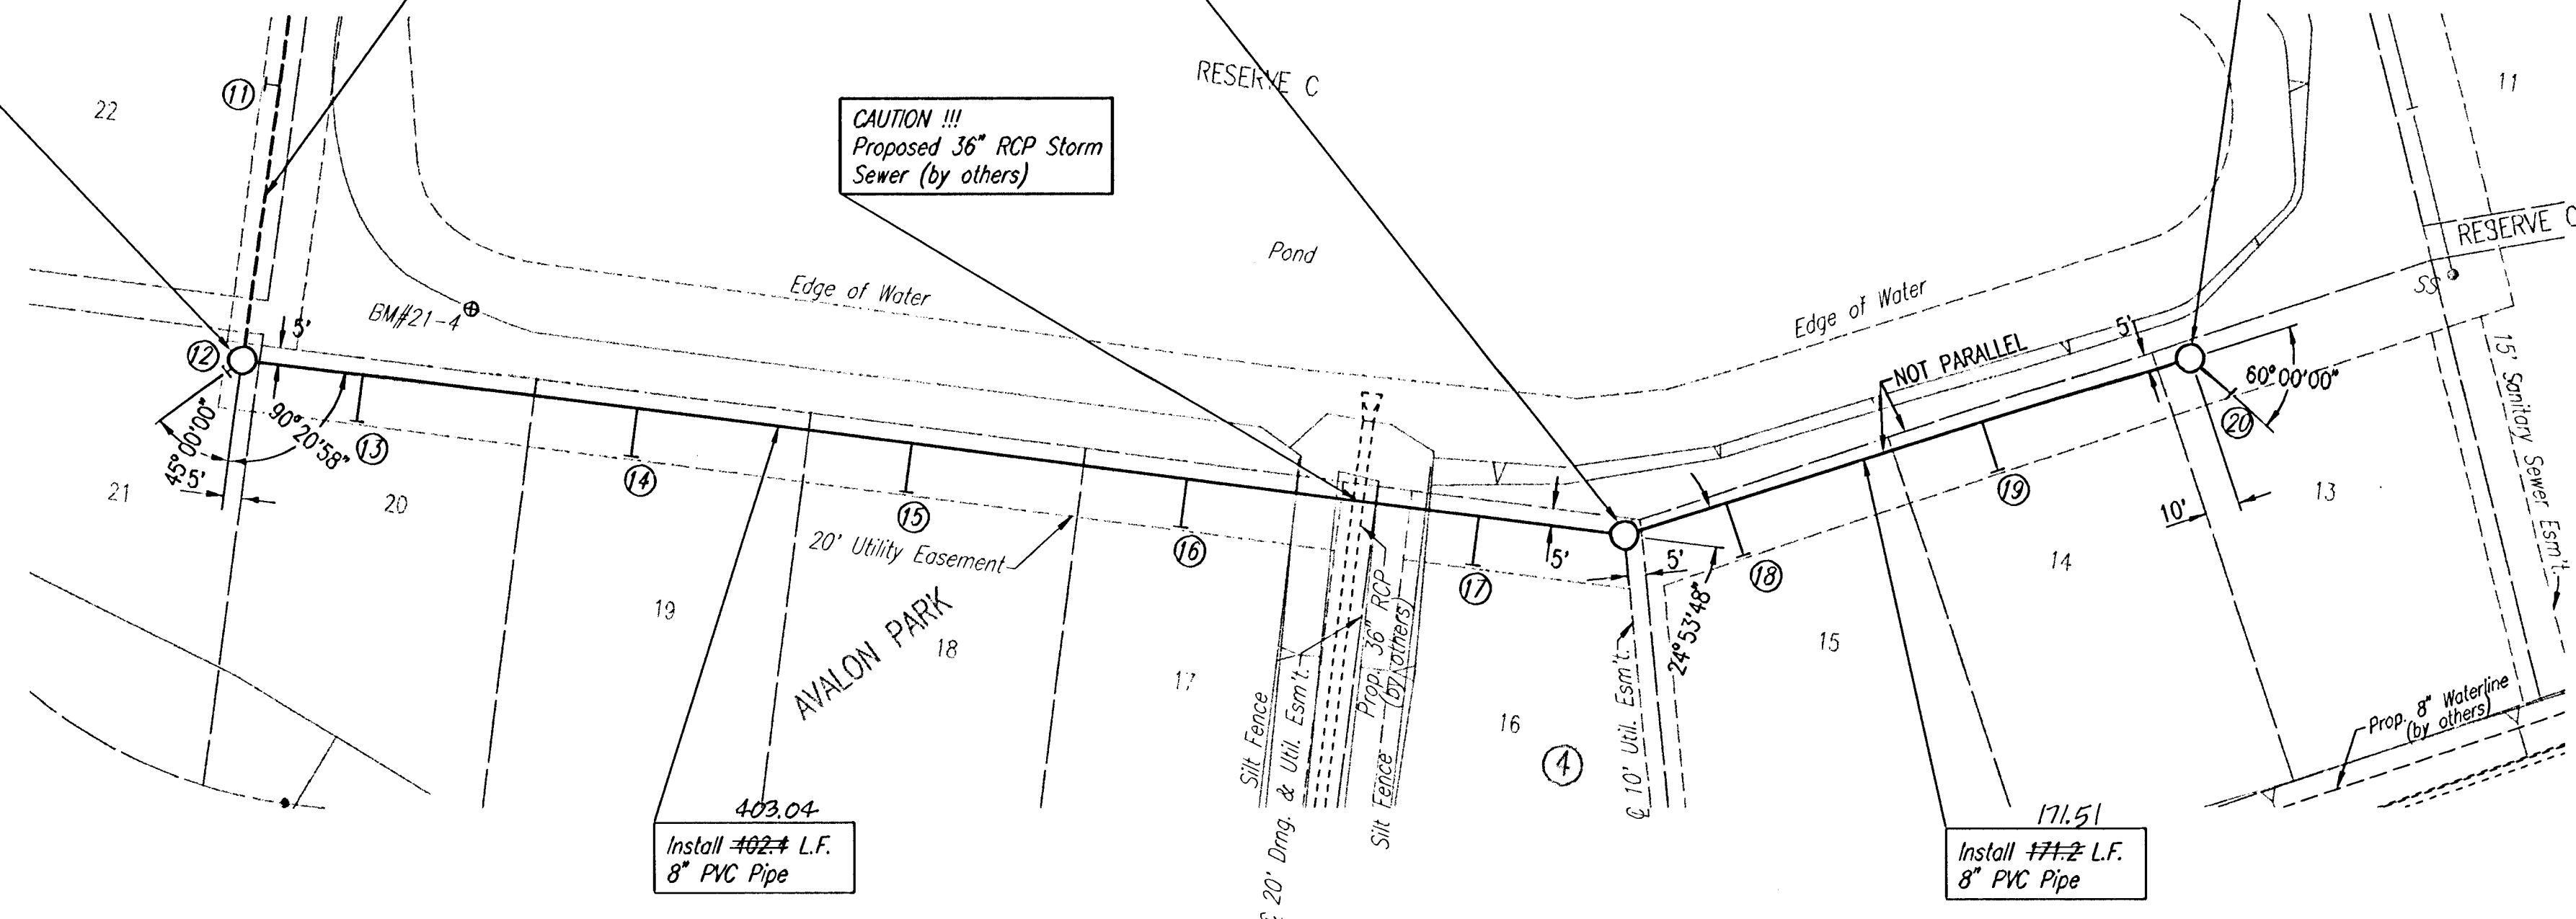 RESERVE C
11
22
11
CAUTION !!!
Proposed 36" RCP Storm
Sewer (by others)
RESERVE C
Pond
Edge of Water
Edge of Water
BM#21-4
SS
5'
5'
NOT PARALLEL
12
60°00'00"
20
15' Sanitary Sewer Esm't.
90°20'58"
45°00'00"
5'
13
14
15
16
17
18
19
10'
13
21
20
20' Utility Easement
5'
5'
24°53'48"
14
19
18
17
16
15
AVALON PARK
Silt Fence
℄ 20' Drng. & Util. Esm't.
Prop. 36" RCP
(by others)
Silt Fence
℄ 10' Util. Esm't.
4
Prop. 8" Waterline
(by others)
403.04
Install 402.4 L.F.
8" PVC Pipe
171.51
Install 171.2 L.F.
8" PVC Pipe